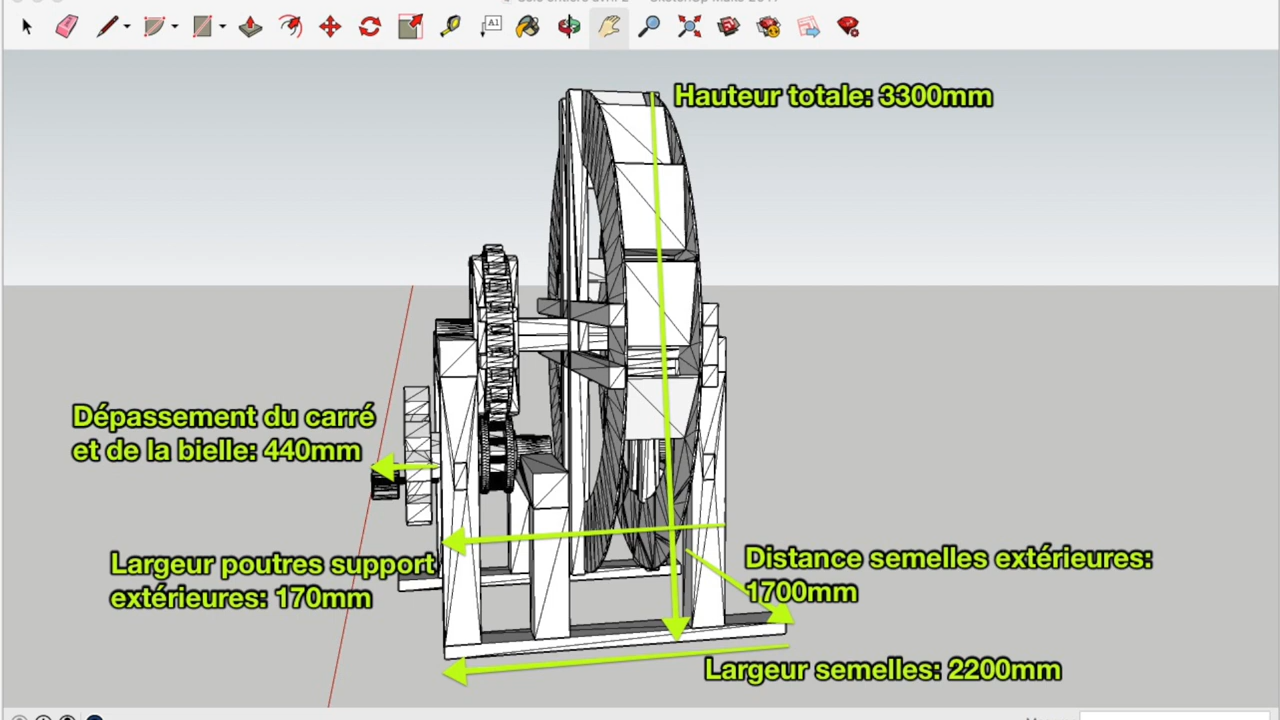 A1
Hauteur totale: 3300mm
Dépassement du carré
et de la bielle: 440mm
Largeur poutres support
extérieures: 170mm
Distance semelles extérieures:
1700mm
Largeur semelles: 2200mm